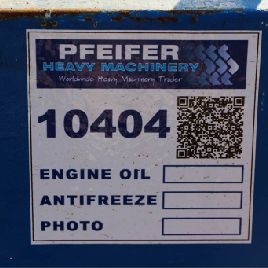 PFEIFER
HEAVY MACHINERY
Worldwide Heavy Machinery Trader
10404
ENGINE OIL
ANTIFREEZE
PHOTO